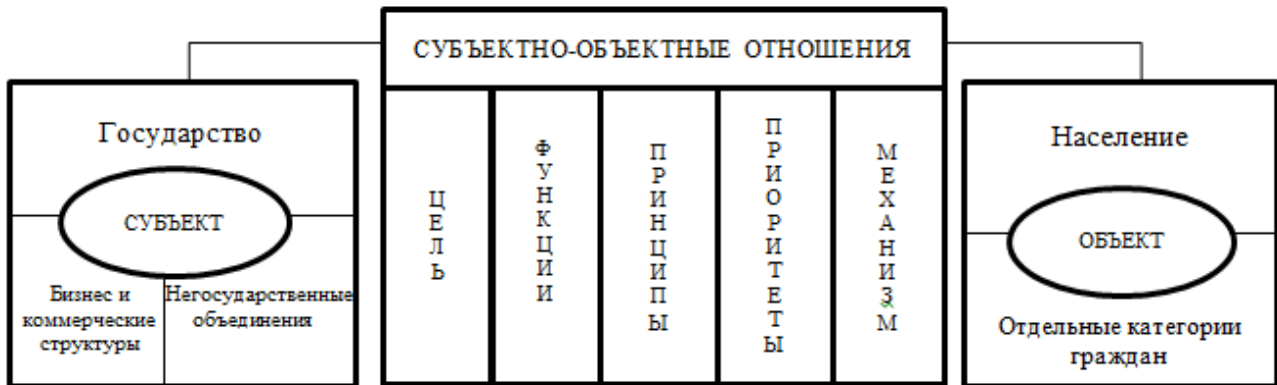 СУБЪЕКТНО-ОБЪЕКТНЫЕ ОТНОШЕНИЯ
Государство
СУБЪЕКТ
Бизнес и
коммерческие
структуры
Негосударственные
объединения
ЦЕЛЬ
ФУНКЦИИ
ПРИНЦИПЫ
ПРИОРИТЕТЫ
МЕХАНИЗМ
Население
ОБЪЕКТ
Отдельные категории
граждан